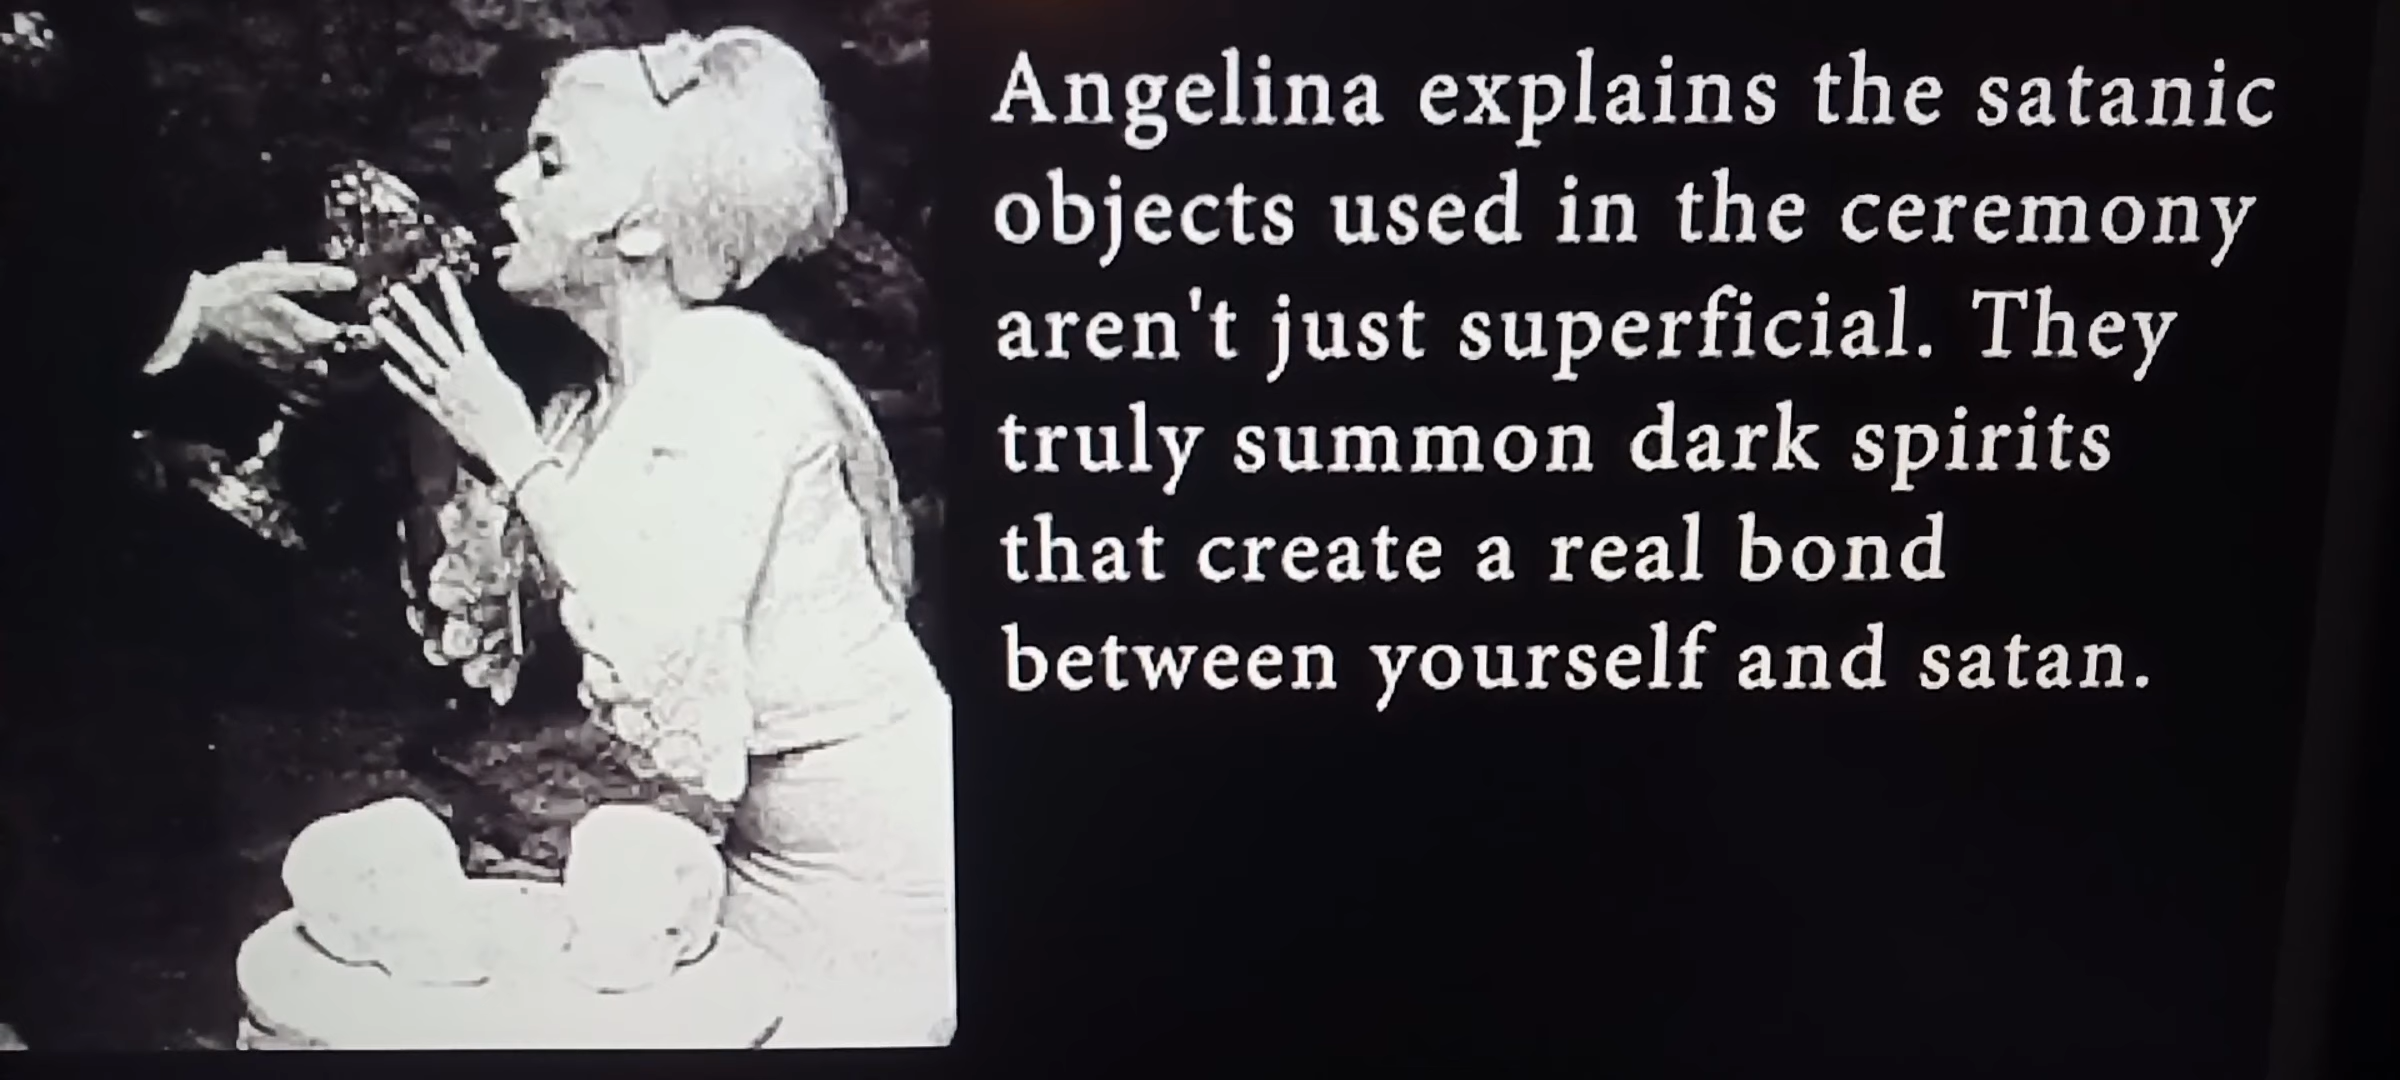 Angelina explains the satanic
objects used in the ceremony
aren't just superficial. They
truly summon dark spirits
that create a real bond
between yourself and satan.